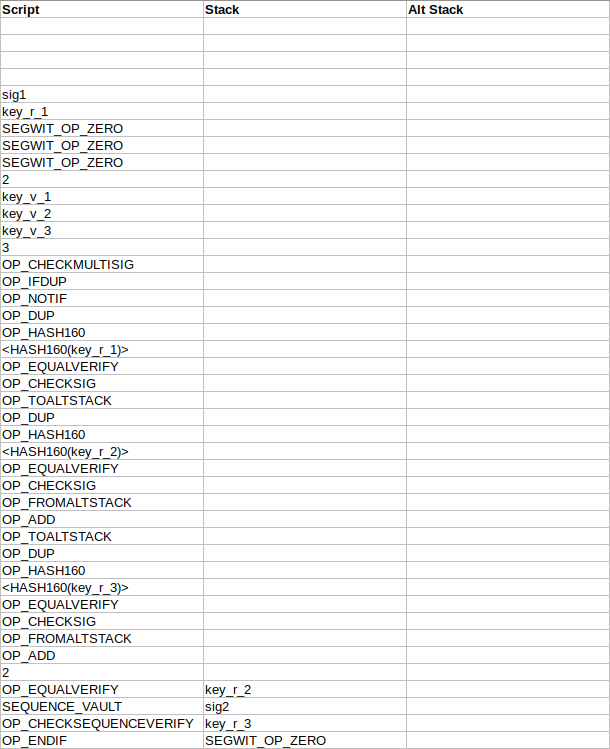 Script Stack Alt Stack
sig1
key_r_1
SEGWIT_OP_ZERO
SEGWIT_OP_ZERO
SEGWIT_OP_ZERO
2
key_v_1
key_v_2
key_v_3
3
OP_CHECKMULTISIG
OP_IFDUP
OP_NOTIF
OP_DUP
OP_HASH160
<HASH160(key_r_1)>
OP_EQUALVERIFY
OP_CHECKSIG
OP_TOALTSTACK
OP_DUP
OP_HASH160
<HASH160(key_r_2)>
OP_EQUALVERIFY
OP_CHECKSIG
OP_FROMALTSTACK
OP_ADD
OP_TOALTSTACK
OP_DUP
OP_HASH160
<HASH160(key_r_3)>
OP_EQUALVERIFY
OP_CHECKSIG
OP_FROMALTSTACK
OP_ADD
2
OP_EQUALVERIFY key_r_2
SEQUENCE_VAULT sig2
OP_CHECKSEQUENCEVERIFY key_r_3
OP_ENDIF SEGWIT_OP_ZERO